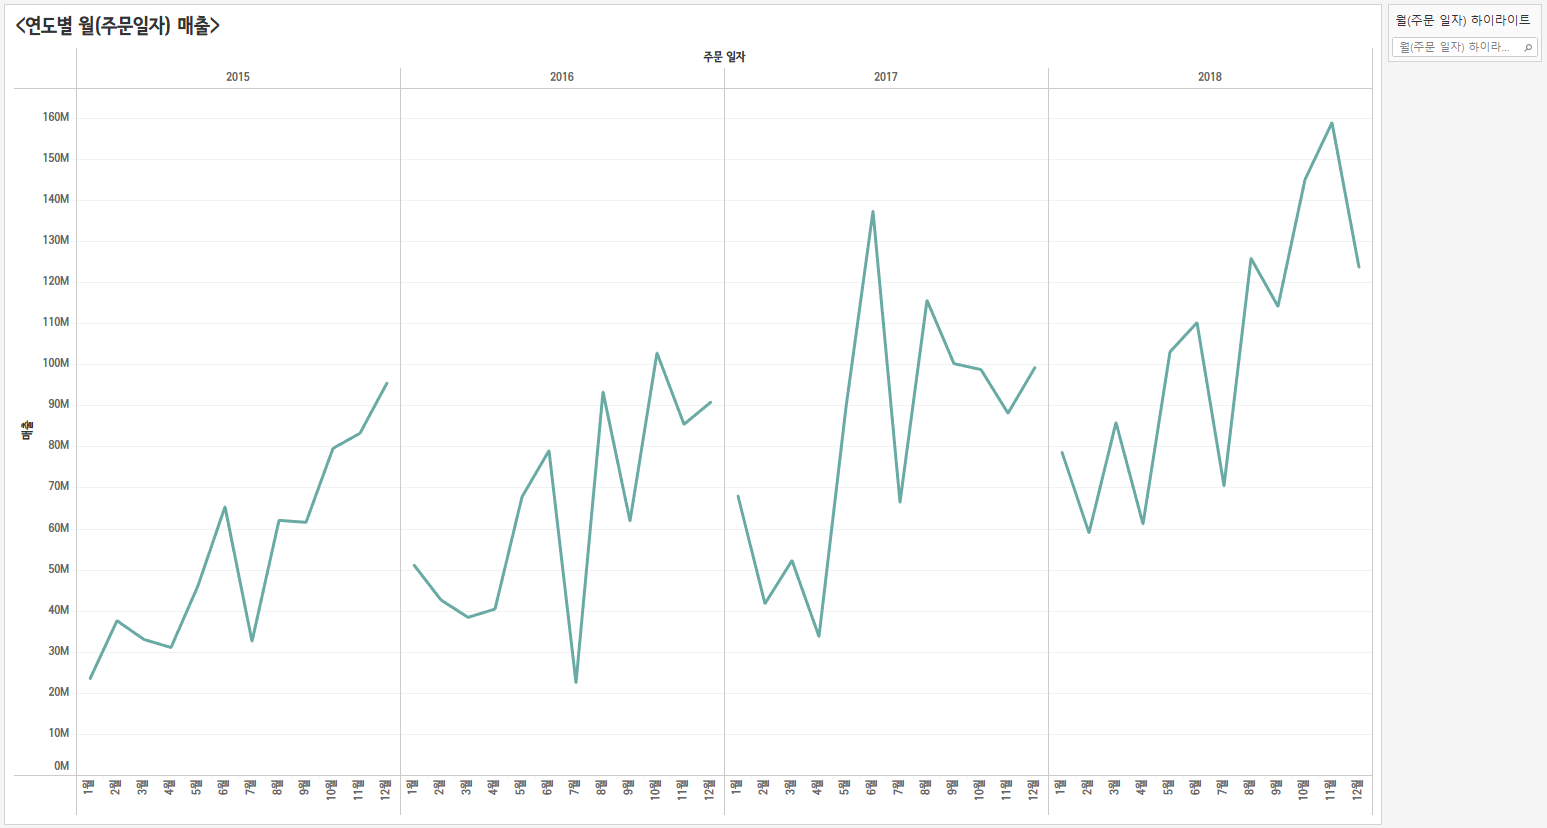 <연도별 월(주문일자) 매출>
주문 일자
2015 2016 2017 2018
160M
150M
140M
130M
120M
110M
100M
90M
80M
70M
60M
50M
40M
30M
20M
10M
0M
매출
1월 2월 3월 4월 5월 6월 7월 8월 9월 10월 11월 12월 1월 2월 3월 4월 5월 6월 7월 8월 9월 10월 11월 12월 1월 2월 3월 4월 5월 6월 7월 8월 9월 10월 11월 12월 1월 2월 3월 4월 5월 6월 7월 8월 9월 10월 11월 12월
월(주문 일자) 하이라이트
월(주문 일자) 하이라...